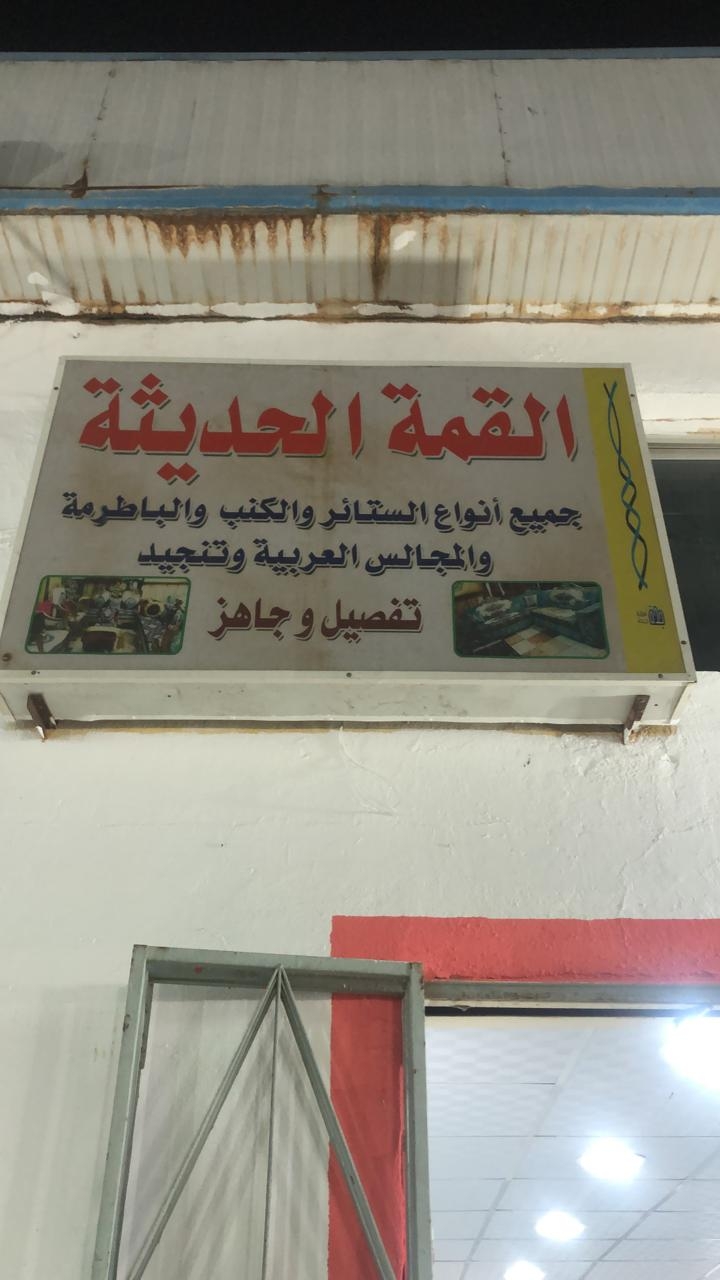 القمة الحديثة
جميع أنواع الستائر والكنب والباطرمة
والمجالس العربية وتنجيد
تفصيل و جاهز